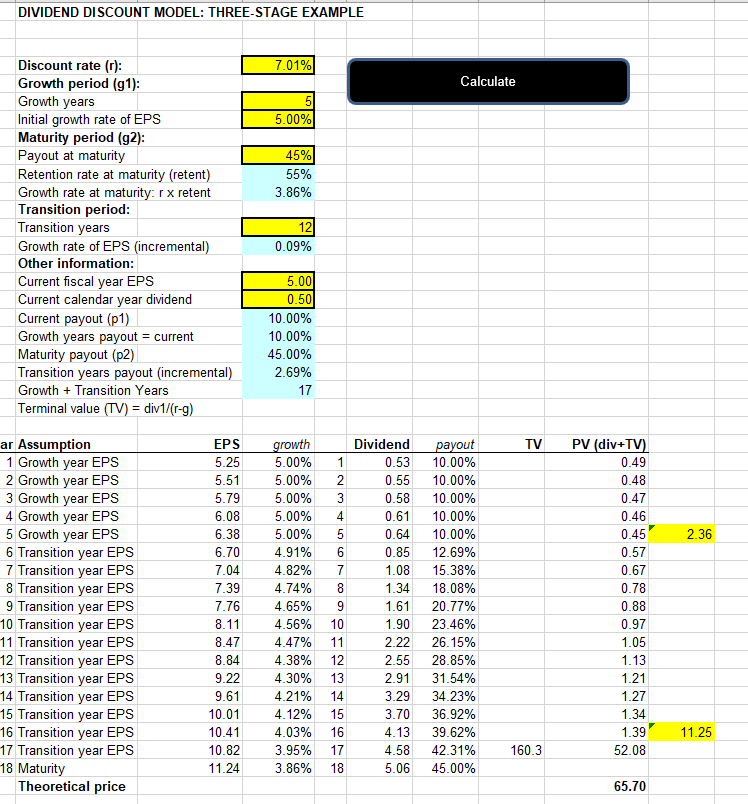 DIVIDEND DISCOUNT MODEL: THREE-STAGE EXAMPLE
Discount rate (r): 7.01%
Calculate
Growth period (g1):
Growth years 5
Initial growth rate of EPS 5.00%
Maturity period (g2):
Payout at maturity 45%
Retention rate at maturity (retent) 55%
Growth rate at maturity: r x retent 3.86%
Transition period:
Transition years 12
Growth rate of EPS (incremental) 0.09%
Other information:
Current fiscal year EPS 5.00
Current calendar year dividend 0.50
Current payout (p1) 10.00%
Growth years payout = current 10.00%
Maturity payout (p2) 45.00%
Transition years payout (incremental) 2.69%
Growth + Transition Years 17
Terminal value (TV) = div1/(r-g)
ar Assumption EPS growth Dividend payout TV PV (div+TV)
1 Growth year EPS 5.25 5.00% 1 0.53 10.00% 0.49
2 Growth year EPS 5.51 5.00% 2 0.55 10.00% 0.48
3 Growth year EPS 5.79 5.00% 3 0.58 10.00% 0.47
4 Growth year EPS 6.08 5.00% 4 0.61 10.00% 0.46
5 Growth year EPS 6.38 5.00% 5 0.64 10.00% 0.45 2.36
6 Transition year EPS 6.70 4.91% 6 0.85 12.69% 0.57
7 Transition year EPS 7.04 4.82% 7 1.08 15.38% 0.67
8 Transition year EPS 7.39 4.74% 8 1.34 18.08% 0.78
9 Transition year EPS 7.76 4.65% 9 1.61 20.77% 0.88
10 Transition year EPS 8.11 4.56% 10 1.90 23.46% 0.97
11 Transition year EPS 8.47 4.47% 11 2.22 26.15% 1.05
12 Transition year EPS 8.84 4.38% 12 2.55 28.85% 1.13
13 Transition year EPS 9.22 4.30% 13 2.91 31.54% 1.21
14 Transition year EPS 9.61 4.21% 14 3.29 34.23% 1.27
15 Transition year EPS 10.01 4.12% 15 3.70 36.92% 1.34
16 Transition year EPS 10.41 4.03% 16 4.13 39.62% 1.39 11.25
17 Transition year EPS 10.82 3.95% 17 4.58 42.31% 160.3 52.08
18 Maturity 11.24 3.86% 18 5.06 45.00%
Theoretical price 65.70